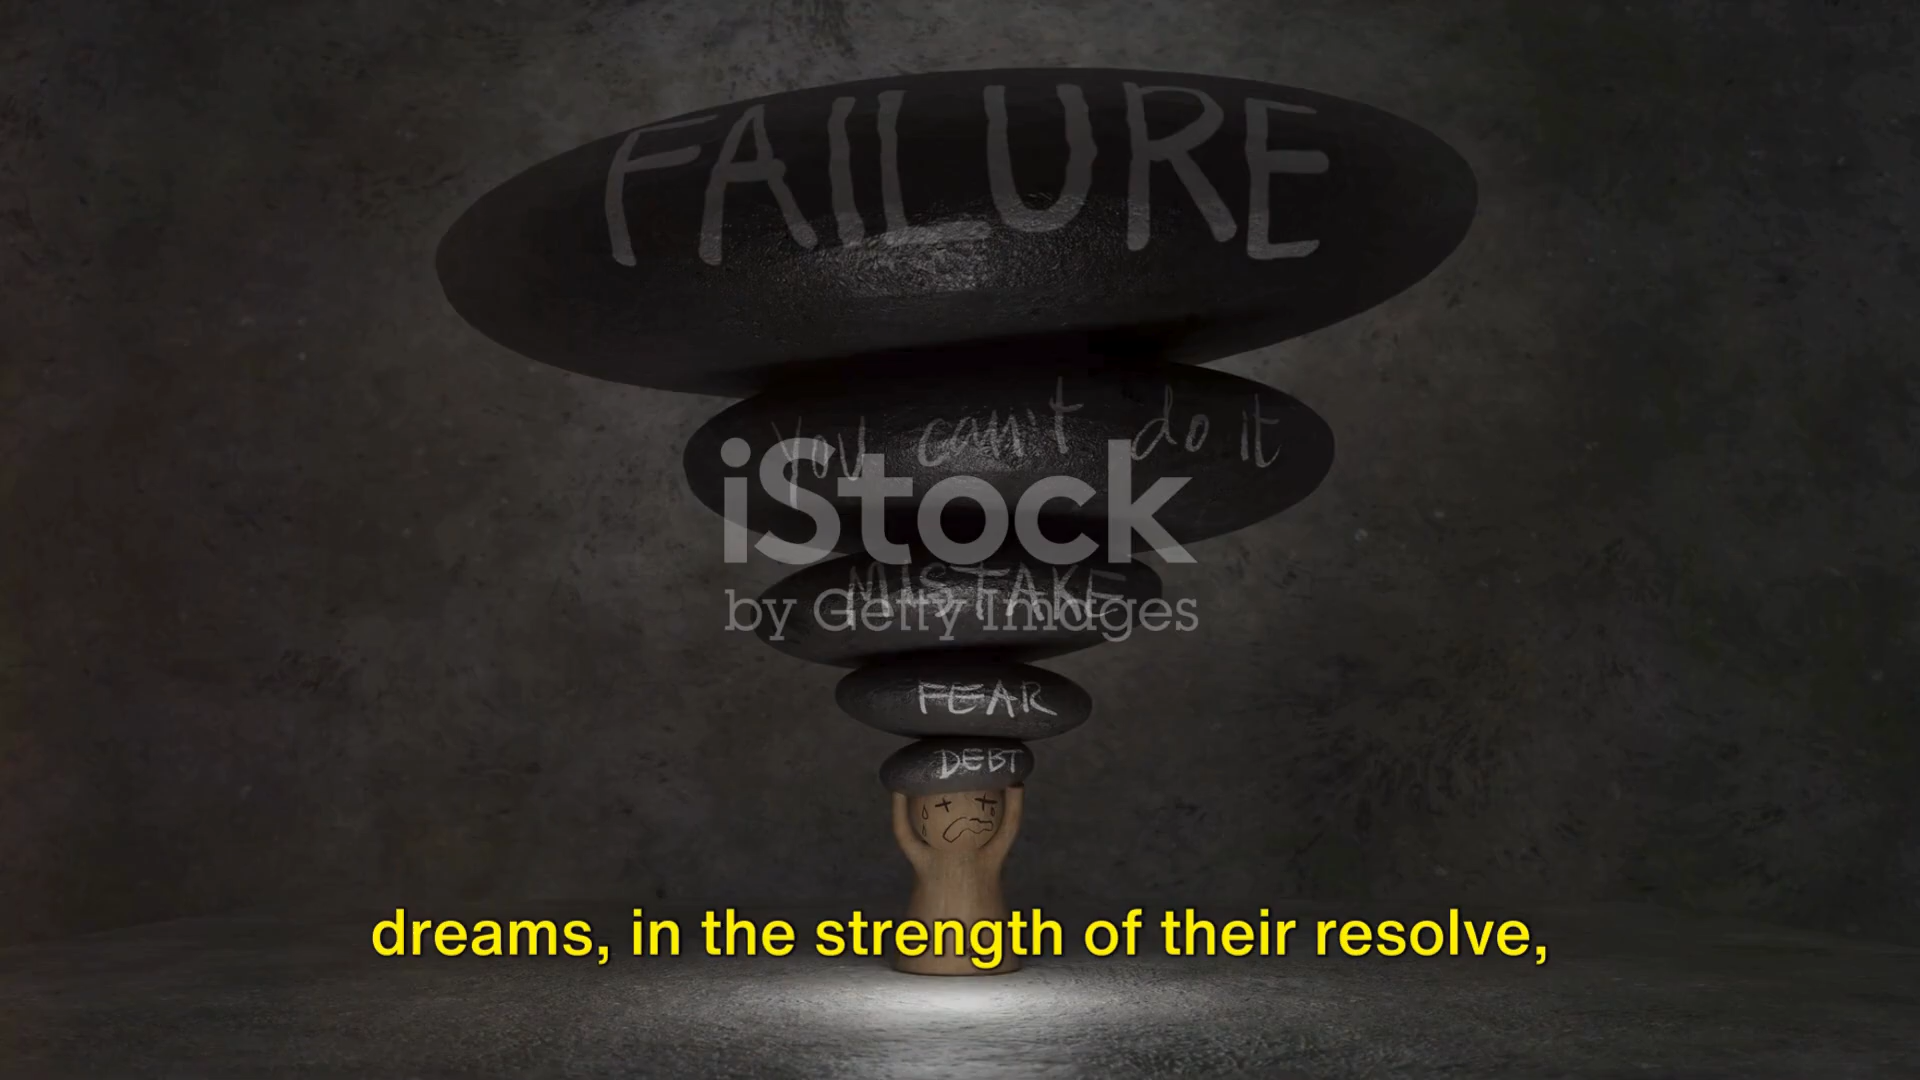 FAILURE
You can't do it
iStock
MISTAKE
by Getty Images
FEAR
DEBT
dreams, in the strength of their resolve,